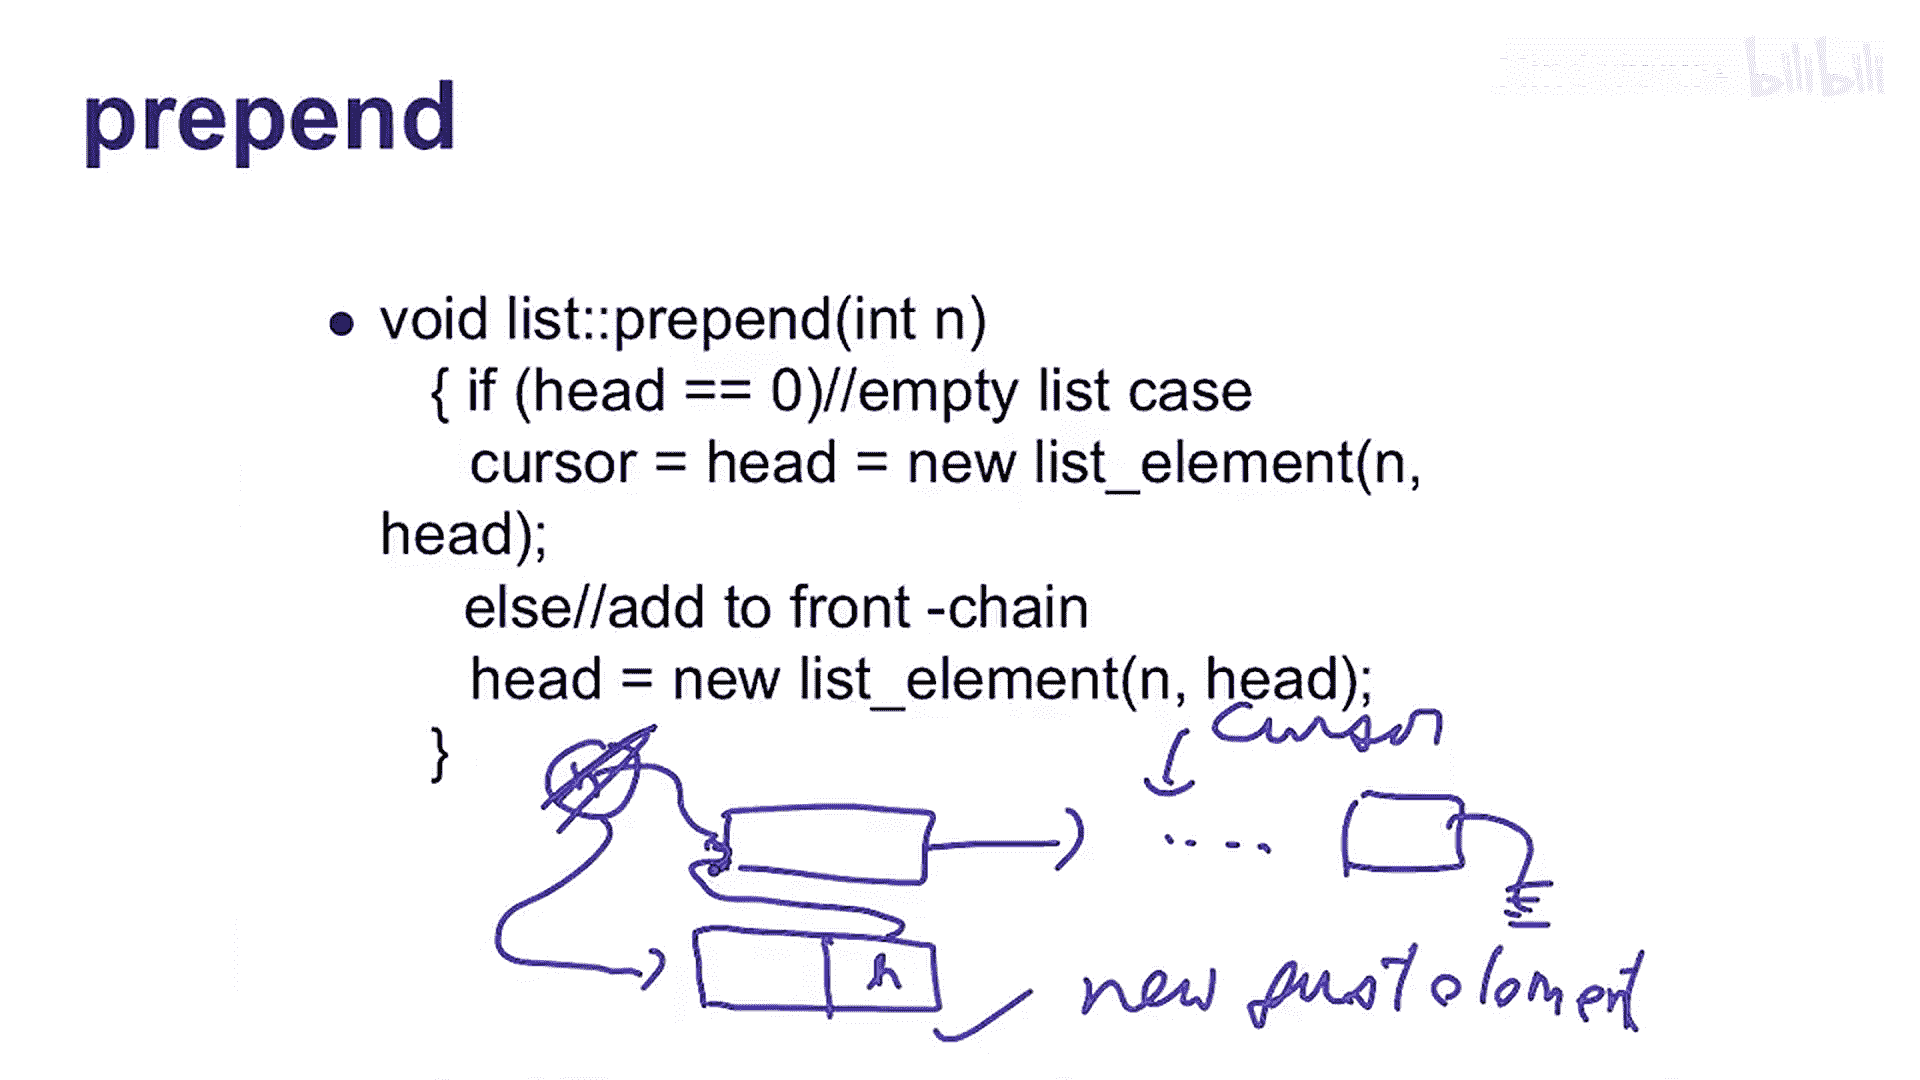 bilibili
prepend
• void list::prepend(int n)
{ if (head == 0)//empty list case
cursor = head = new list_element(n,
head);
else//add to front -chain
head = new list_element(n, head);
}
cursor
h
h
new first element